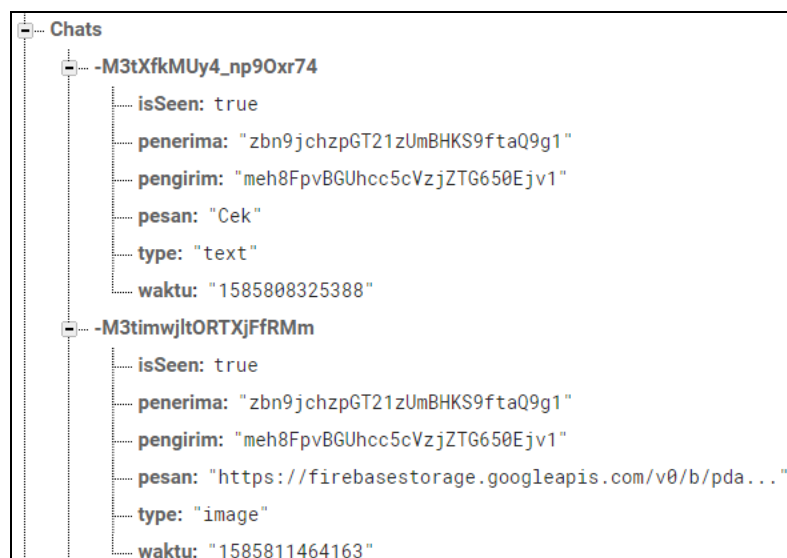 Chats
-M3tXfkMUy4_np9Oxr74
isSeen: true
penerima: "zbn9jchzpGT21zUmBHKS9ftaQ9g1"
pengirim: "meh8FpvBGUhcc5cVzjZTG650Ejv1"
pesan: "Cek"
type: "text"
waktu: "1585808325388"
-M3timwjltORTXjFfRMm
isSeen: true
penerima: "zbn9jchzpGT21zUmBHKS9ftaQ9g1"
pengirim: "meh8FpvBGUhcc5cVzjZTG650Ejv1"
pesan: "https://firebasestorage.googleapis.com/v0/b/pda..."
type: "image"
waktu: "1585811464163"